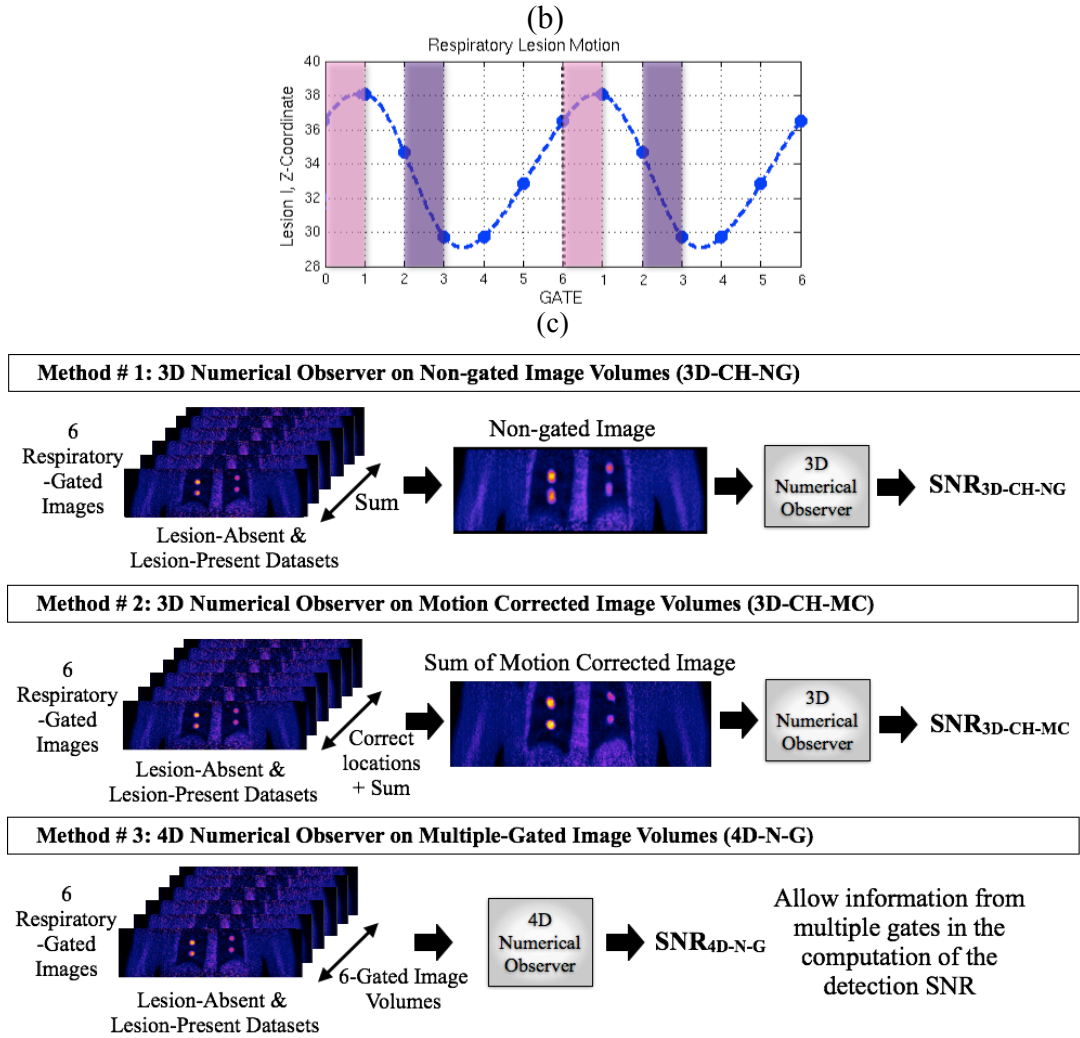 (b)
Respiratory Lesion Motion
40
38
36
34
32
30
28
Lesion I, Z-Coordinate
0 1 2 3 4 5 6 1 2 3 4 5 6
GATE
(c)
Method # 1: 3D Numerical Observer on Non-gated Image Volumes (3D-CH-NG)
6
Respiratory
-Gated
Images
Lesion-Absent &
Lesion-Present Datasets
Sum
Non-gated Image
3D
Numerical
Observer
SNR3D-CH-NG
Method # 2: 3D Numerical Observer on Motion Corrected Image Volumes (3D-CH-MC)
6
Respiratory
-Gated
Images
Lesion-Absent &
Lesion-Present Datasets
Correct
locations
+ Sum
Sum of Motion Corrected Image
3D
Numerical
Observer
SNR3D-CH-MC
Method # 3: 4D Numerical Observer on Multiple-Gated Image Volumes (4D-N-G)
6
Respiratory
-Gated
Images
Lesion-Absent &
Lesion-Present Datasets
6-Gated Image
Volumes
4D
Numerical
Observer
SNR4D-N-G
Allow information from
multiple gates in the
computation of the
detection SNR